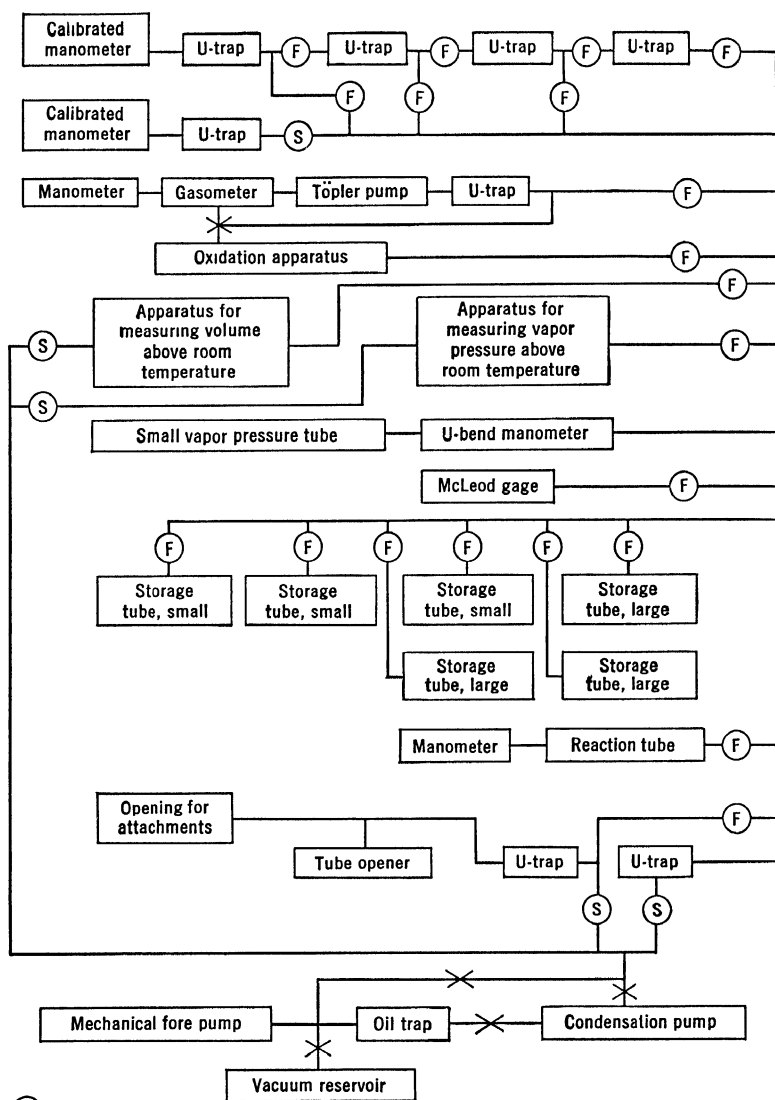 Calibrated
manometer
U-trap
F
U-trap
F
U-trap
F
U-trap
F
F
F
F
Calibrated
manometer
U-trap
S
Manometer
Gasometer
Töpler pump
U-trap
F
Oxidation apparatus
F
F
Apparatus for
measuring volume
above room
temperature
Apparatus for
measuring vapor
pressure above
room temperature
S
F
S
Small vapor pressure tube
U-bend manometer
McLeod gage
F
F
F
F
F
F
F
Storage
tube, small
Storage
tube, small
Storage
tube, small
Storage
tube, large
Storage
tube, large
Storage
tube, large
Manometer
Reaction tube
F
Opening for
attachments
F
Tube opener
U-trap
U-trap
S
S
Mechanical fore pump
Oil trap
Condensation pump
Vacuum reservoir